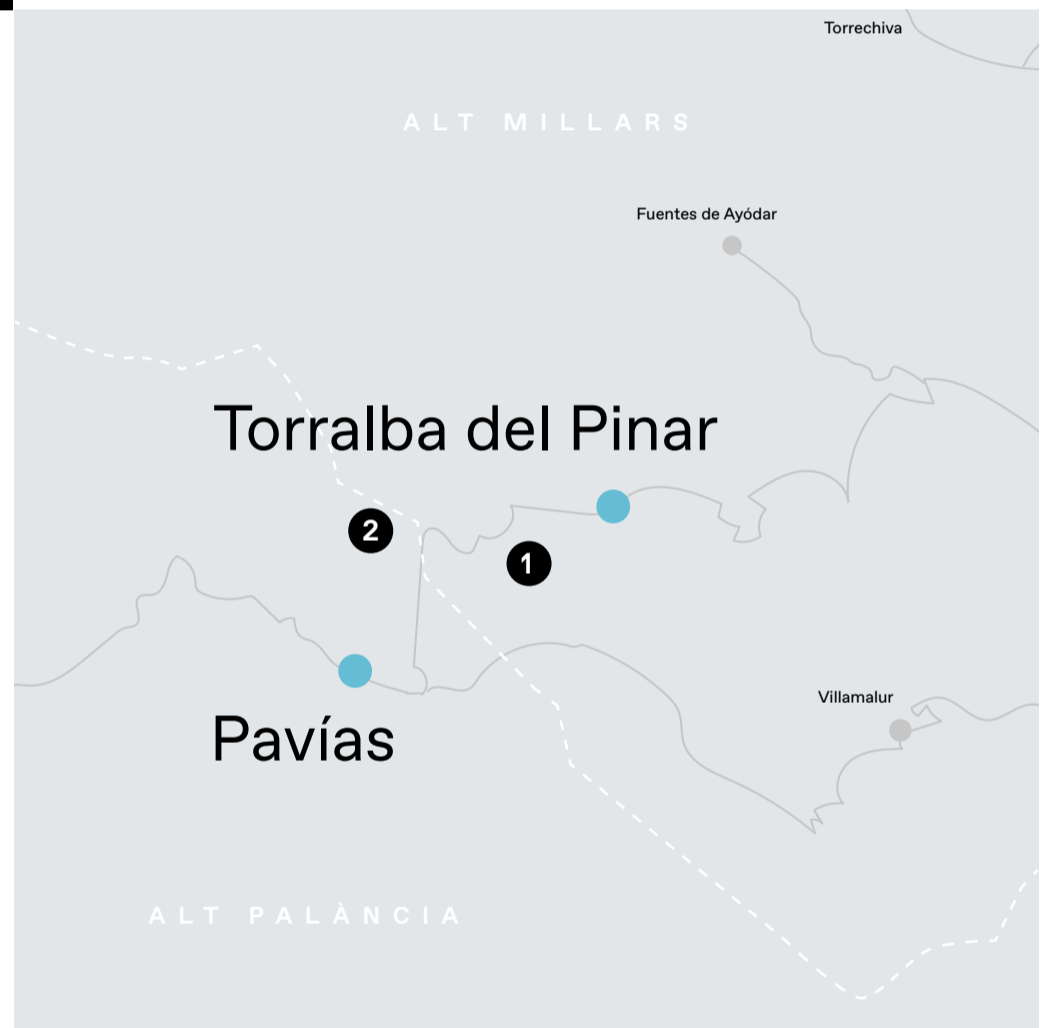 Torrechiva
ALT MILLARS
Fuentes de Ayódar
Torralba del Pinar
2
1
Villamalur
Pavías
ALT PALÀNCIA